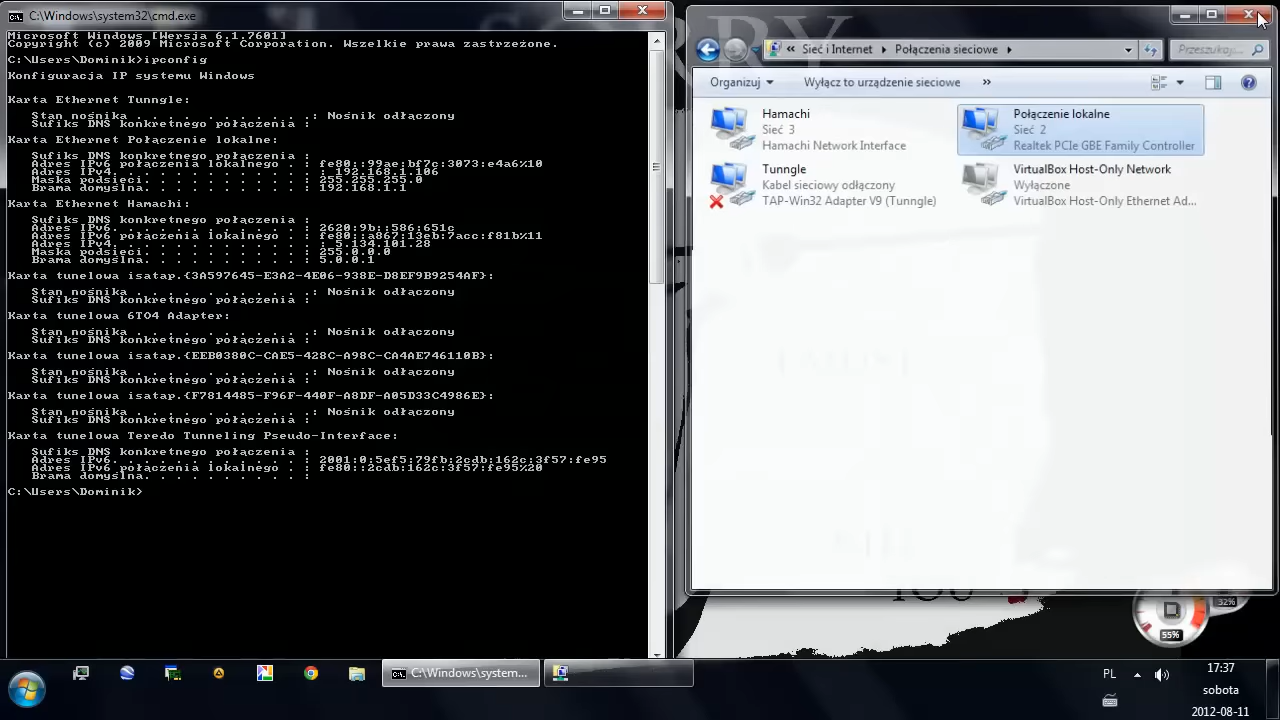 C:\Windows\system32\cmd.exe
Microsoft Windows [Wersja 6.1.7601]
Copyright (c) 2009 Microsoft Corporation. Wszelkie prawa zastrzeżone.
C:\Users\Dominik>ipconfig
Konfiguracja IP systemu Windows
Karta Ethernet Tunngle:
Stan nośnika . . . . . . . . . . . : Nośnik odłączony
Sufiks DNS konkretnego połączenia :
Karta Ethernet Połączenie lokalne:
Sufiks DNS konkretnego połączenia :
Adres IPv6 połączenia lokalnego . : fe80::99ae:bf7c:3073:e4a6%10
Adres IPv4. . . . . . . . . . . . . : 192.168.1.106
Maska podsieci. . . . . . . . . . : 255.255.255.0
Brama domyślna. . . . . . . . . . : 192.168.1.1
Karta Ethernet Hamachi:
Sufiks DNS konkretnego połączenia :
Adres IPv6. . . . . . . . . . . . : 2620:9b::586:651c
Adres IPv6 połączenia lokalnego . : fe80::a867:13eb:7acc:f81b%11
Adres IPv4. . . . . . . . . . . . . : 5.134.101.28
Maska podsieci. . . . . . . . . . : 255.0.0.0
Brama domyślna. . . . . . . . . . : 5.0.0.1
Karta tunelowa isatap.{3A597645-E3A2-4E06-938E-D8EF9B9254AF}:
Stan nośnika . . . . . . . . . . . : Nośnik odłączony
Sufiks DNS konkretnego połączenia :
Karta tunelowa 6TO4 Adapter:
Stan nośnika . . . . . . . . . . . : Nośnik odłączony
Sufiks DNS konkretnego połączenia :
Karta tunelowa isatap.{EEB0380C-CAE5-428C-A98C-CA4AE746110B}:
Stan nośnika . . . . . . . . . . . : Nośnik odłączony
Sufiks DNS konkretnego połączenia :
Karta tunelowa isatap.{F7814485-F96F-440F-A8DF-A05D33C4986E}:
Stan nośnika . . . . . . . . . . . : Nośnik odłączony
Sufiks DNS konkretnego połączenia :
Karta tunelowa Teredo Tunneling Pseudo-Interface:
Sufiks DNS konkretnego połączenia :
Adres IPv6. . . . . . . . . . . . : 2001:0:5ef5:79fb:2cdb:162c:3f57:fe95
Adres IPv6 połączenia lokalnego . : fe80::2cdb:162c:3f57:fe95%20
Brama domyślna. . . . . . . . . . :
C:\Users\Dominik>
Sieć i Internet Połączenia sieciowe
Przeszukaj...
Organizuj Wyłącz to urządzenie sieciowe »
Hamachi
Sieć 3
Hamachi Network Interface
Połączenie lokalne
Sieć 2
Realtek PCIe GBE Family Controller
Tunngle
Kabel sieciowy odłączony
TAP-Win32 Adapter V9 (Tunngle)
VirtualBox Host-Only Network
Wyłączone
VirtualBox Host-Only Ethernet Ad...
32%
55%
C:\Windows\system...
PL
17:37
sobota
2012-08-11